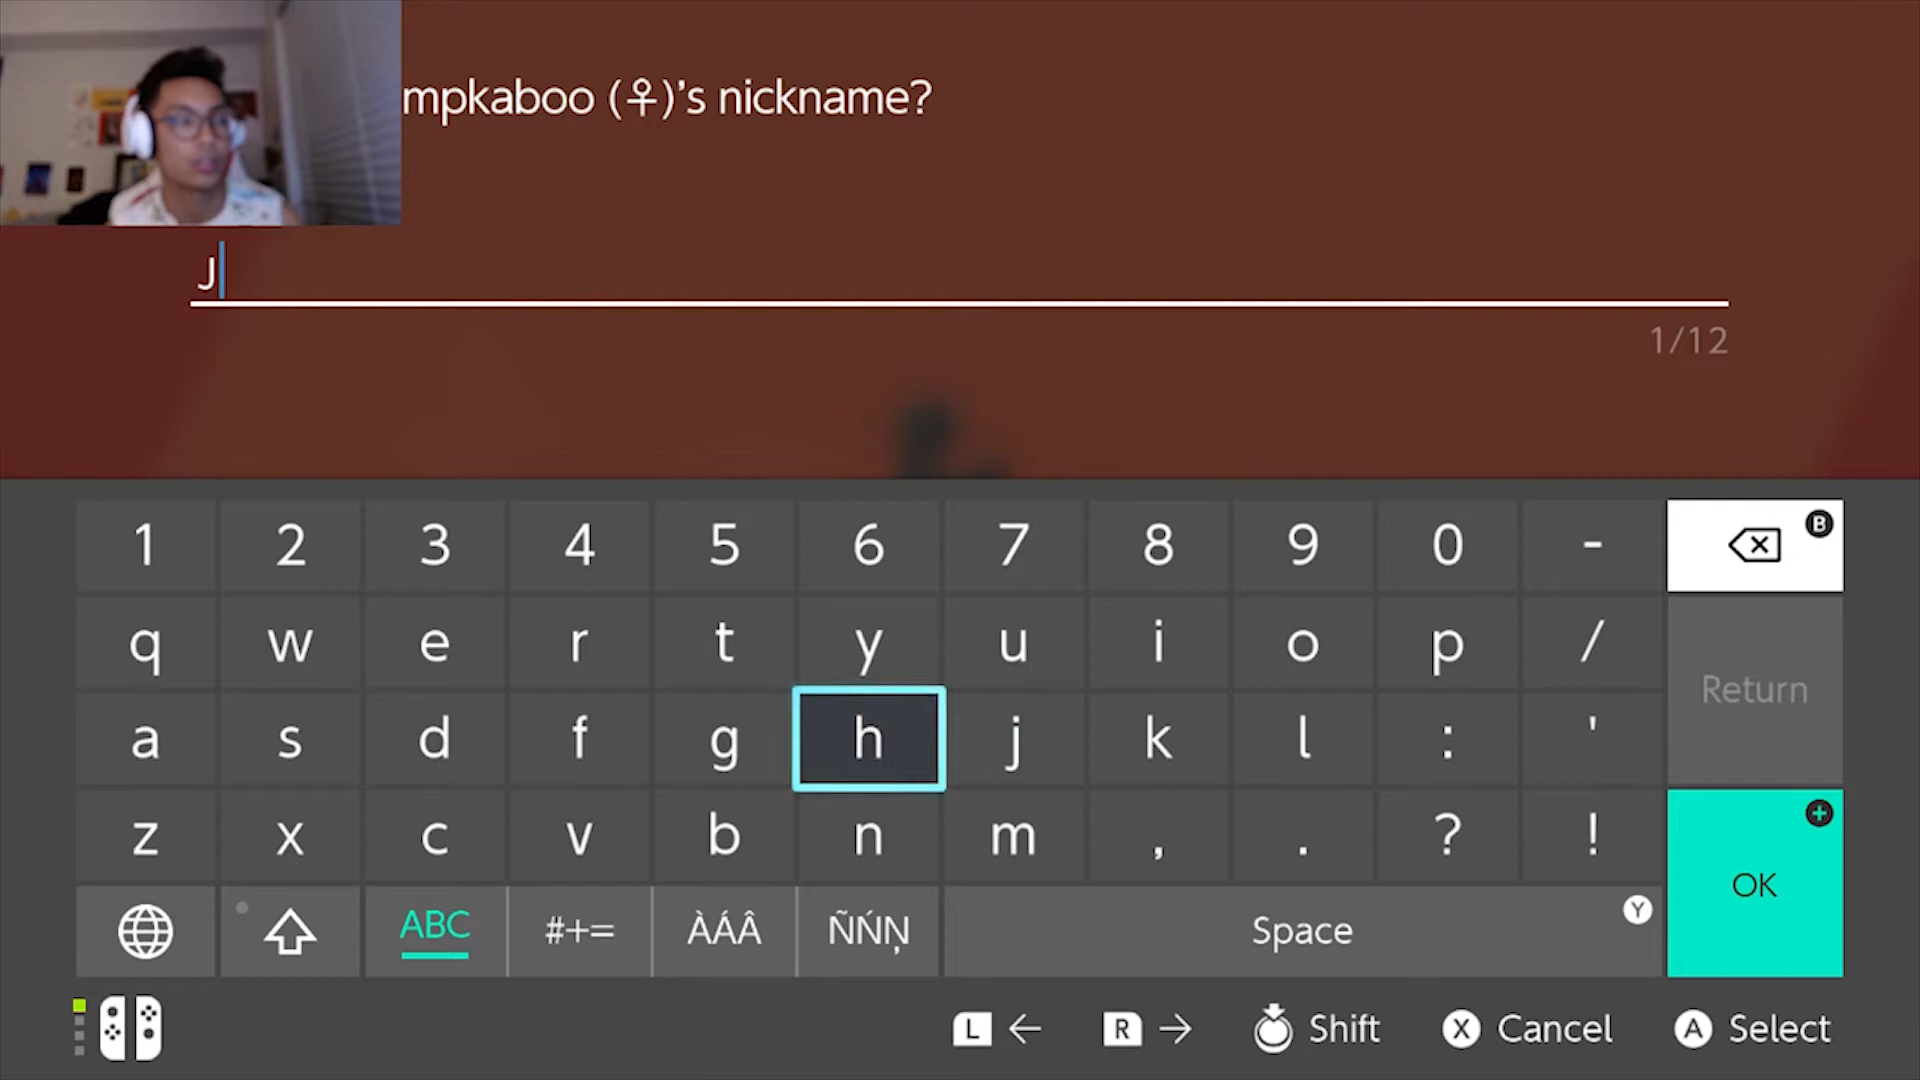 mpkaboo (♀)’s nickname?
J
1/12
1 2 3 4 5 6 7 8 9 0 - B
q w e r t y u i o p / Return
a s d f g h j k l : '
z x c v b n m , . ? ! + OK
ABC #+= ÀÁÂ ÑŃṆ Space Y
L ← R → Shift X Cancel A Select